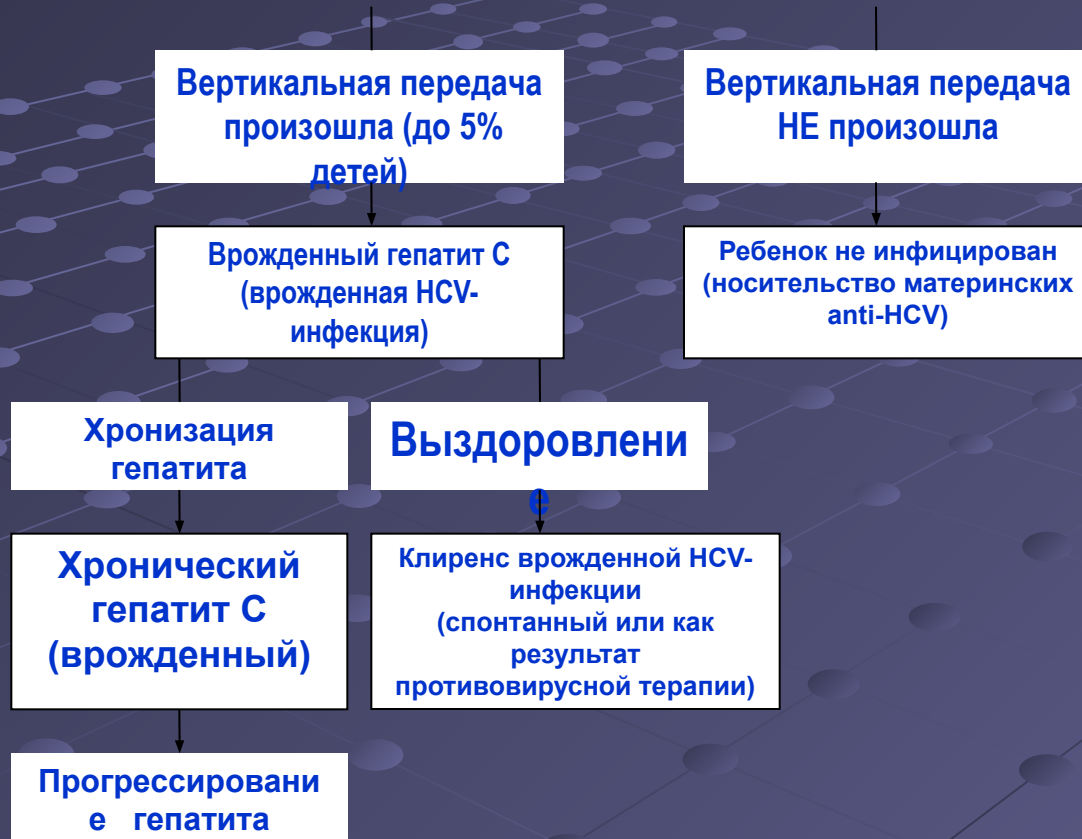 Вертикальная передача
произошла (до 5%
детей)
Вертикальная передача
НЕ произошла
Врожденный гепатит С
(врожденная HCV-
инфекция)
Ребенок не инфицирован
(носительство материнских
anti-HCV)
Хронизация
гепатита
Выздоровлени
е
Хронический
гепатит С
(врожденный)
Клиренс врожденной HCV-
инфекции
(спонтанный или как
результат
противовирусной терапии)
Прогрессировани
е гепатита